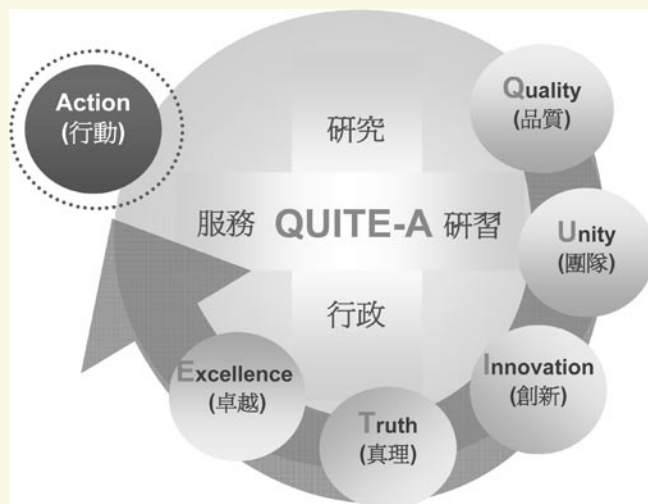 Action
(行動)
Quality
(品質)
研究
服務 QUITE-A 研習
Unity
(團隊)
行政
Innovation
(創新)
Excellence
(卓越)
Truth
(真理)